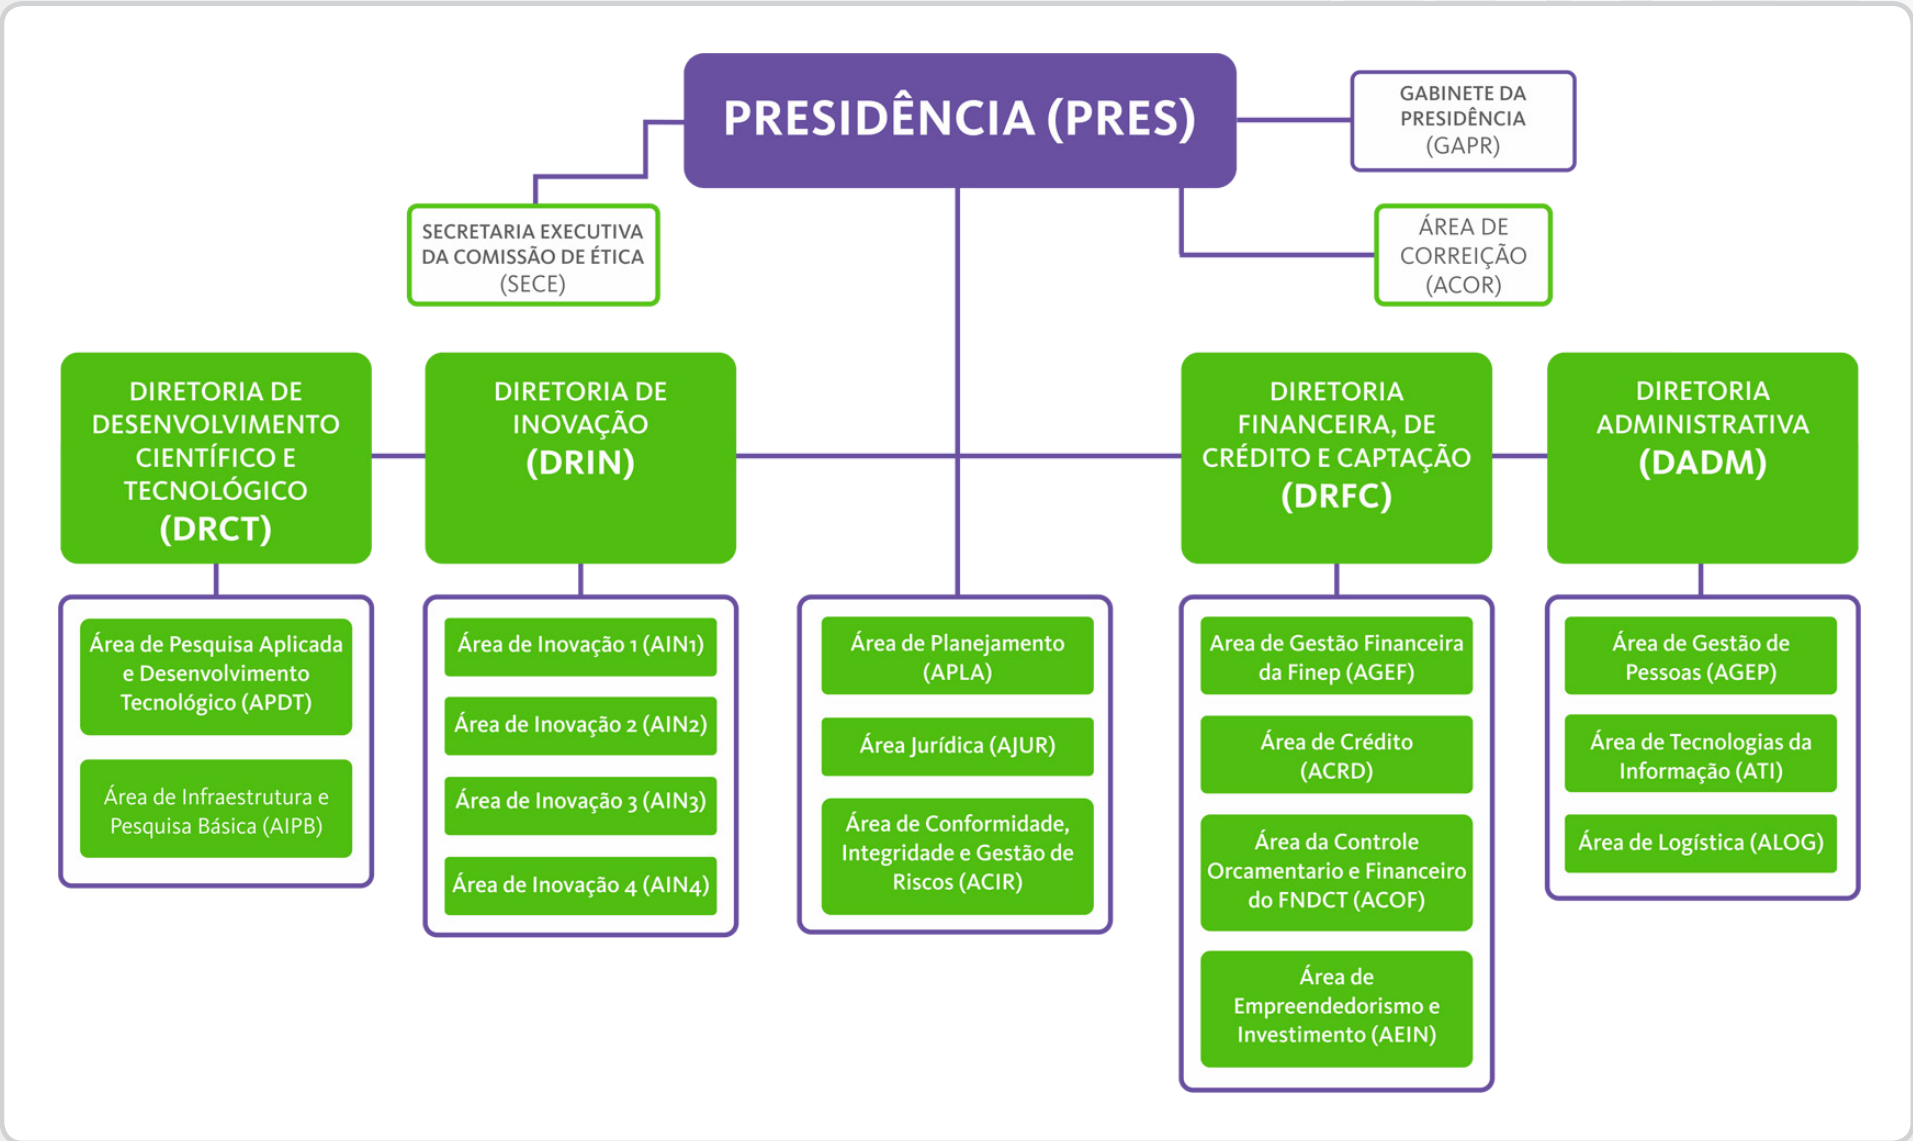 PRESIDÊNCIA (PRES)
GABINETE DA
PRESIDÊNCIA
(GAPR)
SECRETARIA EXECUTIVA
DA COMISSÃO DE ÉTICA
(SECE)
ÁREA DE
CORREIÇÃO
(ACOR)
DIRETORIA DE
DESENVOLVIMENTO
CIENTÍFICO E
TECNOLÓGICO
(DRCT)
DIRETORIA DE
INOVAÇÃO
(DRIN)
DIRETORIA
FINANCEIRA, DE
CRÉDITO E CAPTAÇÃO
(DRFC)
DIRETORIA
ADMINISTRATIVA
(DADM)
Área de Pesquisa Aplicada
e Desenvolvimento
Tecnológico (APDT)
Área de Infraestrutura e
Pesquisa Básica (AIPB)
Área de Inovação 1 (AIN1)
Área de Inovação 2 (AIN2)
Área de Inovação 3 (AIN3)
Área de Inovação 4 (AIN4)
Área de Planejamento
(APLA)
Área Jurídica (AJUR)
Área de Conformidade,
Integridade e Gestão de
Riscos (ACIR)
Area de Gestão Financeira
da Finep (AGEF)
Área de Crédito
(ACRD)
Área da Controle
Orcamentario e Financeiro
do FNDCT (ACOF)
Área de
Empreendedorismo e
Investimento (AEIN)
Área de Gestão de
Pessoas (AGEP)
Área de Tecnologias da
Informação (ATI)
Área de Logística (ALOG)